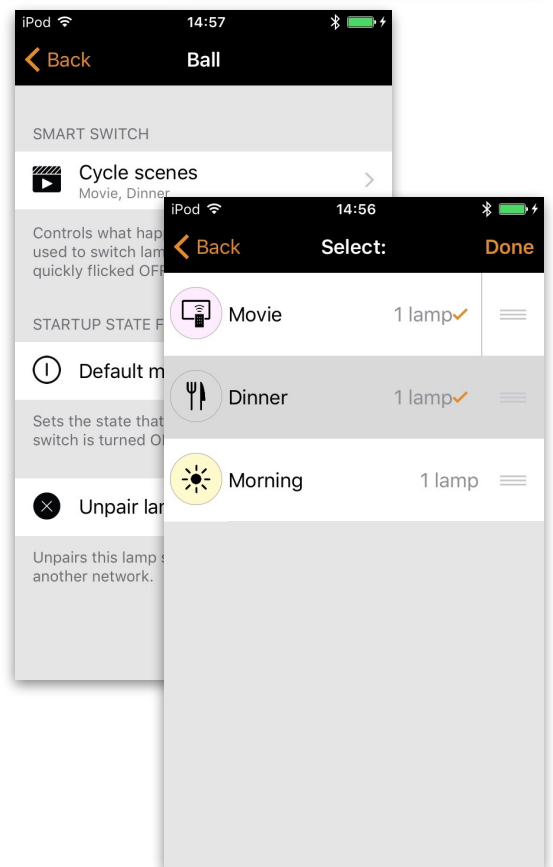 iPod 14:57
Back Ball
SMART SWITCH
Cycle scenes
Movie, Dinner
Controls what hap
used to switch lam
quickly flicked OFF
STARTUP STATE F
Default m
Sets the state that
switch is turned O
Unpair lar
Unpairs this lamp s
another network.
iPod 14:56
Back Select: Done
Movie 1 lamp
Dinner 1 lamp
Morning 1 lamp